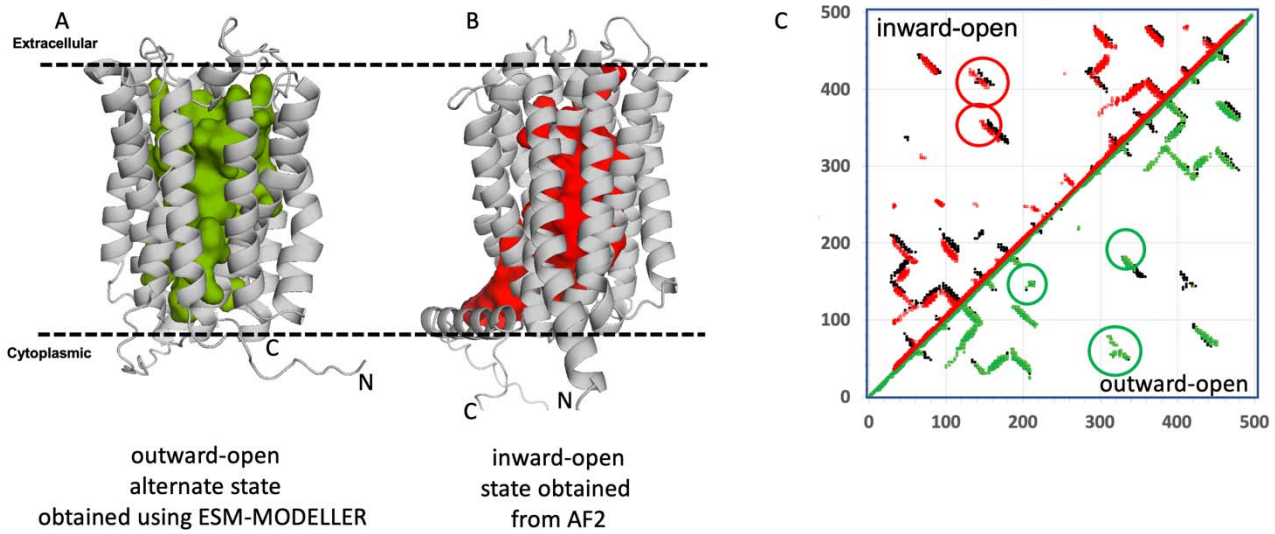 A
B
C
Extracellular
Cytoplasmic
C
N
C
N
outward-open
alternate state
obtained using ESM-MODELLER
inward-open
state obtained
from AF2
500
400
300
200
100
0
inward-open
outward-open
0
100
200
300
400
500